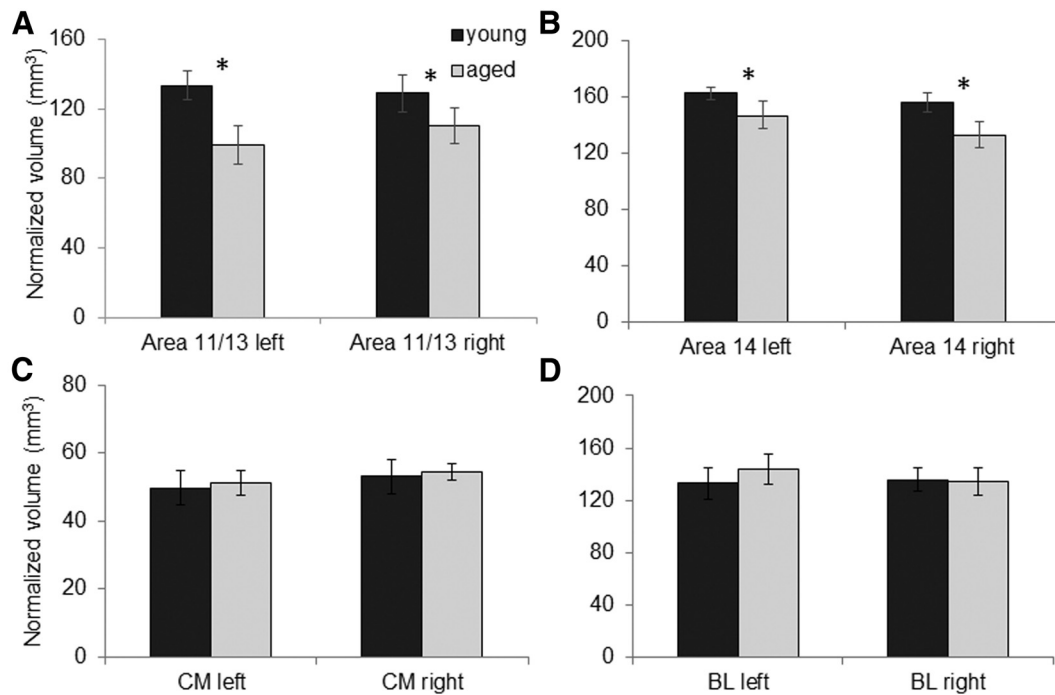 A
Normalized volume (mm³)
160
120
80
40
0
Area 11/13 left
Area 11/13 right
*
*
young
aged
B
200
160
120
80
40
0
Area 14 left
Area 14 right
*
*
C
Normalized volume (mm³)
80
60
40
20
0
CM left
CM right
D
200
160
120
80
40
0
BL left
BL right